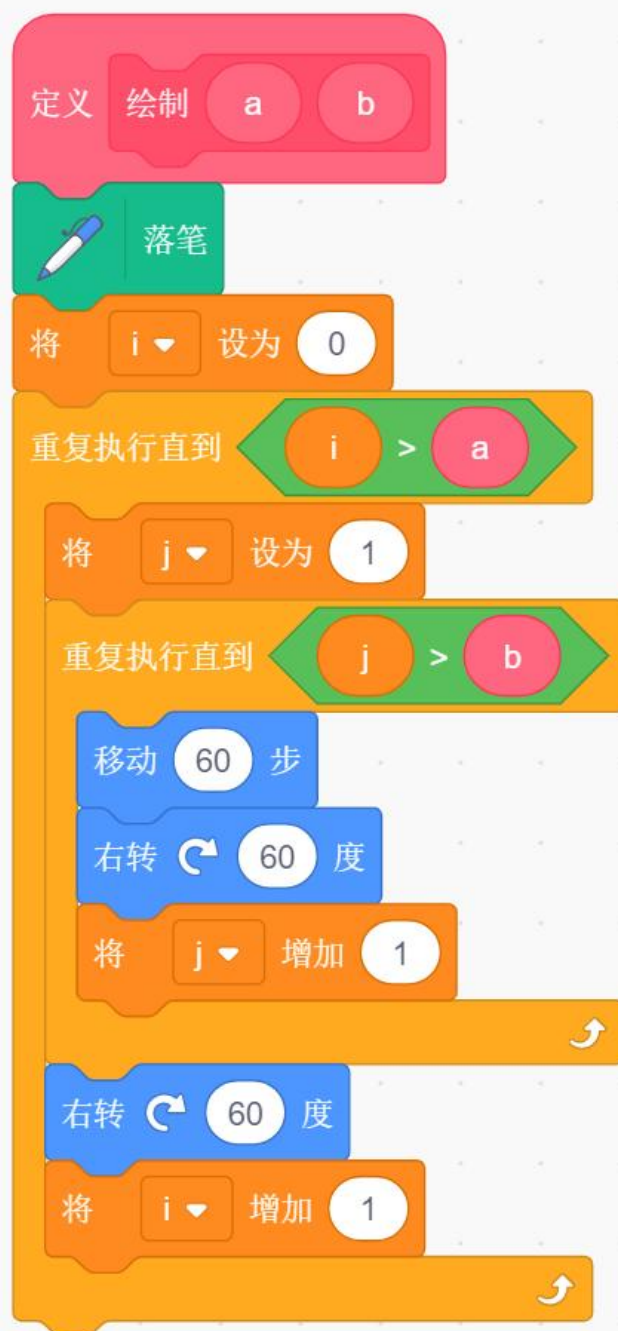 定义 绘制 a b
落笔
将 i 设为 0
重复执行直到 i > a
将 j 设为 1
重复执行直到 j > b
移动 60 步
右转 60 度
将 j 增加 1
右转 60 度
将 i 增加 1